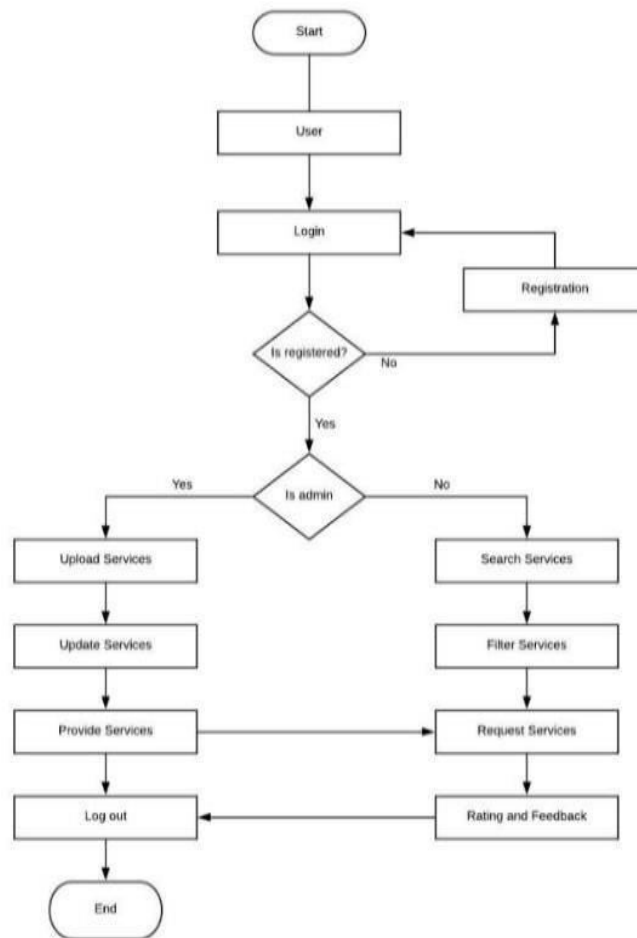 Start
User
Login
Registration
Is registered?
No
Yes
Is admin
Yes
No
Upload Services
Search Services
Update Services
Filter Services
Provide Services
Request Services
Log out
Rating and Feedback
End